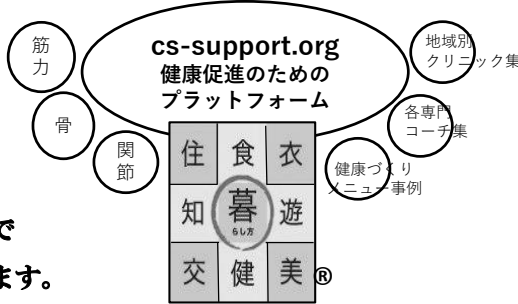 cs-support.org
健康促進のための
プラットフォーム
筋
力
骨
関
節
地域別
クリニック集
各専門
コーチ集
健康づくり
メニュー事例
住 食 衣
知 暮 遊
らし方
交 健 美 ®
で
ます。